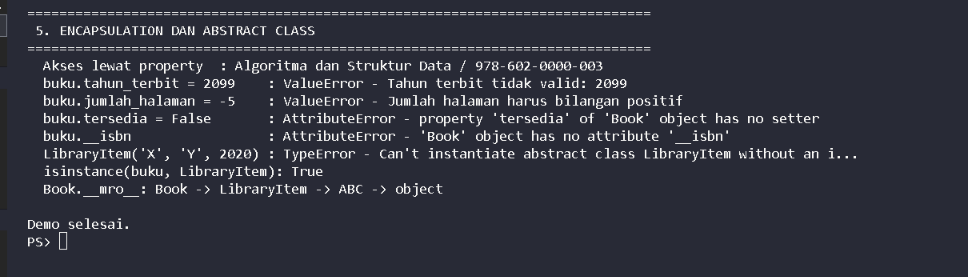 ==============================================================================
5. ENCAPSULATION DAN ABSTRACT CLASS
==============================================================================
Akses lewat property  : Algoritma dan Struktur Data / 978-602-0000-003
buku.tahun_terbit = 2099    : ValueError - Tahun terbit tidak valid: 2099
buku.jumlah_halaman = -5    : ValueError - Jumlah halaman harus bilangan positif
buku.tersedia = False       : AttributeError - property 'tersedia' of 'Book' object has no setter
buku.__isbn                 : AttributeError - 'Book' object has no attribute '__isbn'
LibraryItem('X', 'Y', 2020) : TypeError - Can't instantiate abstract class LibraryItem without an i...
isinstance(buku, LibraryItem): True
Book.__mro__: Book -> LibraryItem -> ABC -> object
Demo selesai.
PS>